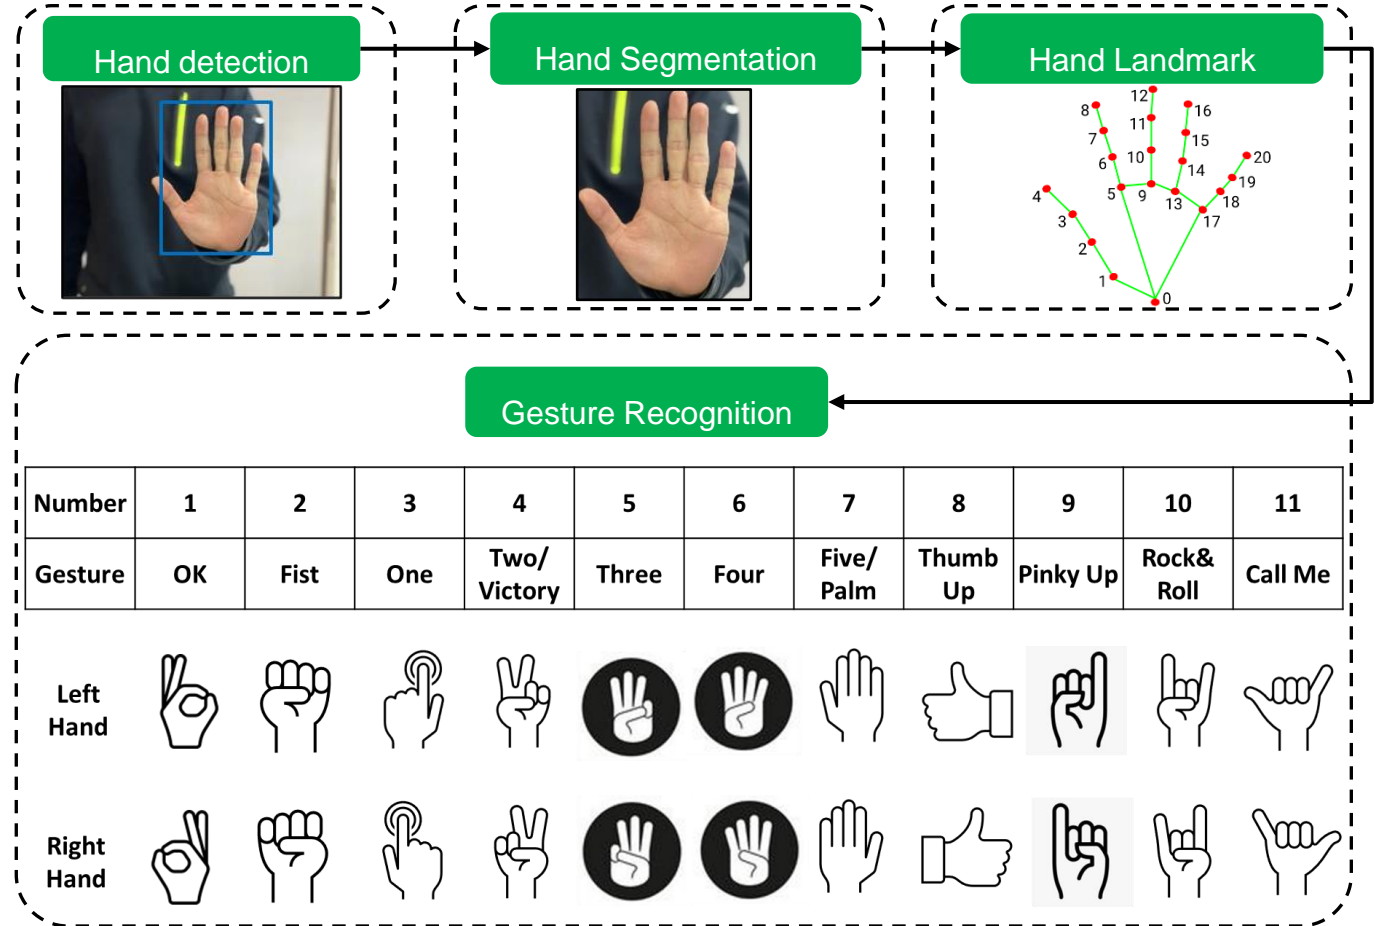 Hand detection
Hand Segmentation
Hand Landmark
12
8
16
11
7
15
10
6
14
20
19
4
5
9
13
18
3
17
2
1
0
Gesture Recognition
Number 1 2 3 4 5 6 7 8 9 10 11
Gesture OK Fist One Two/ Victory Three Four Five/ Palm Thumb Up Pinky Up Rock& Roll Call Me
Left
Hand
Right
Hand